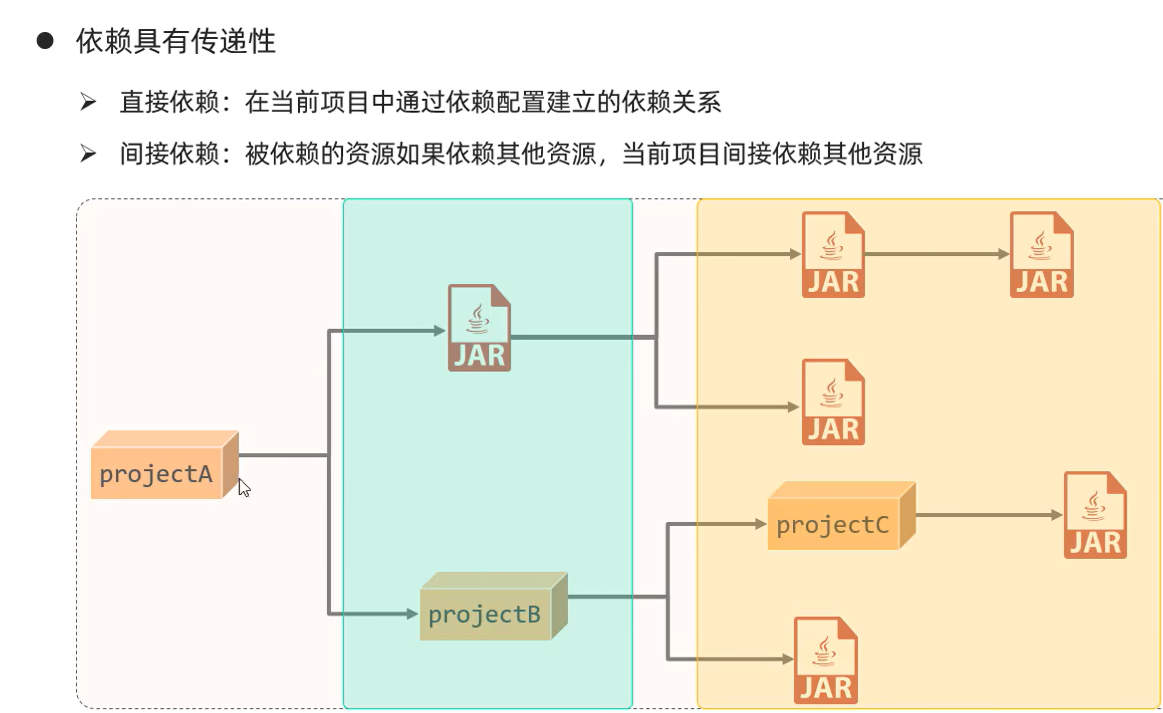 依赖具有传递性
直接依赖：在当前项目中通过依赖配置建立的依赖关系
间接依赖：被依赖的资源如果依赖其他资源，当前项目间接依赖其他资源
JAR
JAR
JAR
JAR
projectA
projectC
JAR
projectB
JAR